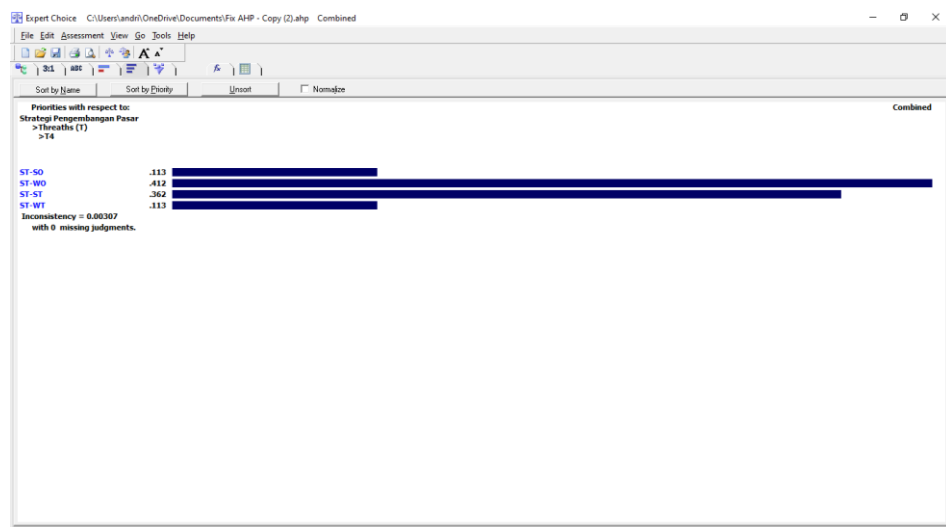 Expert Choice C:\Users\andri\OneDrive\Documents\Fix AHP - Copy (2).ahp Combined
File Edit Assessment View Go Tools Help
A A
3:1 ABC fx
Sort by Name Sort by Priority Unsort Normalize
Priorities with respect to: Combined
Strategi Pengembangan Pasar
>Threaths (T)
>T4
ST-SO .113
ST-WO .412
ST-ST .362
ST-WT .113
Inconsistency = 0.00307
with 0 missing judgments.